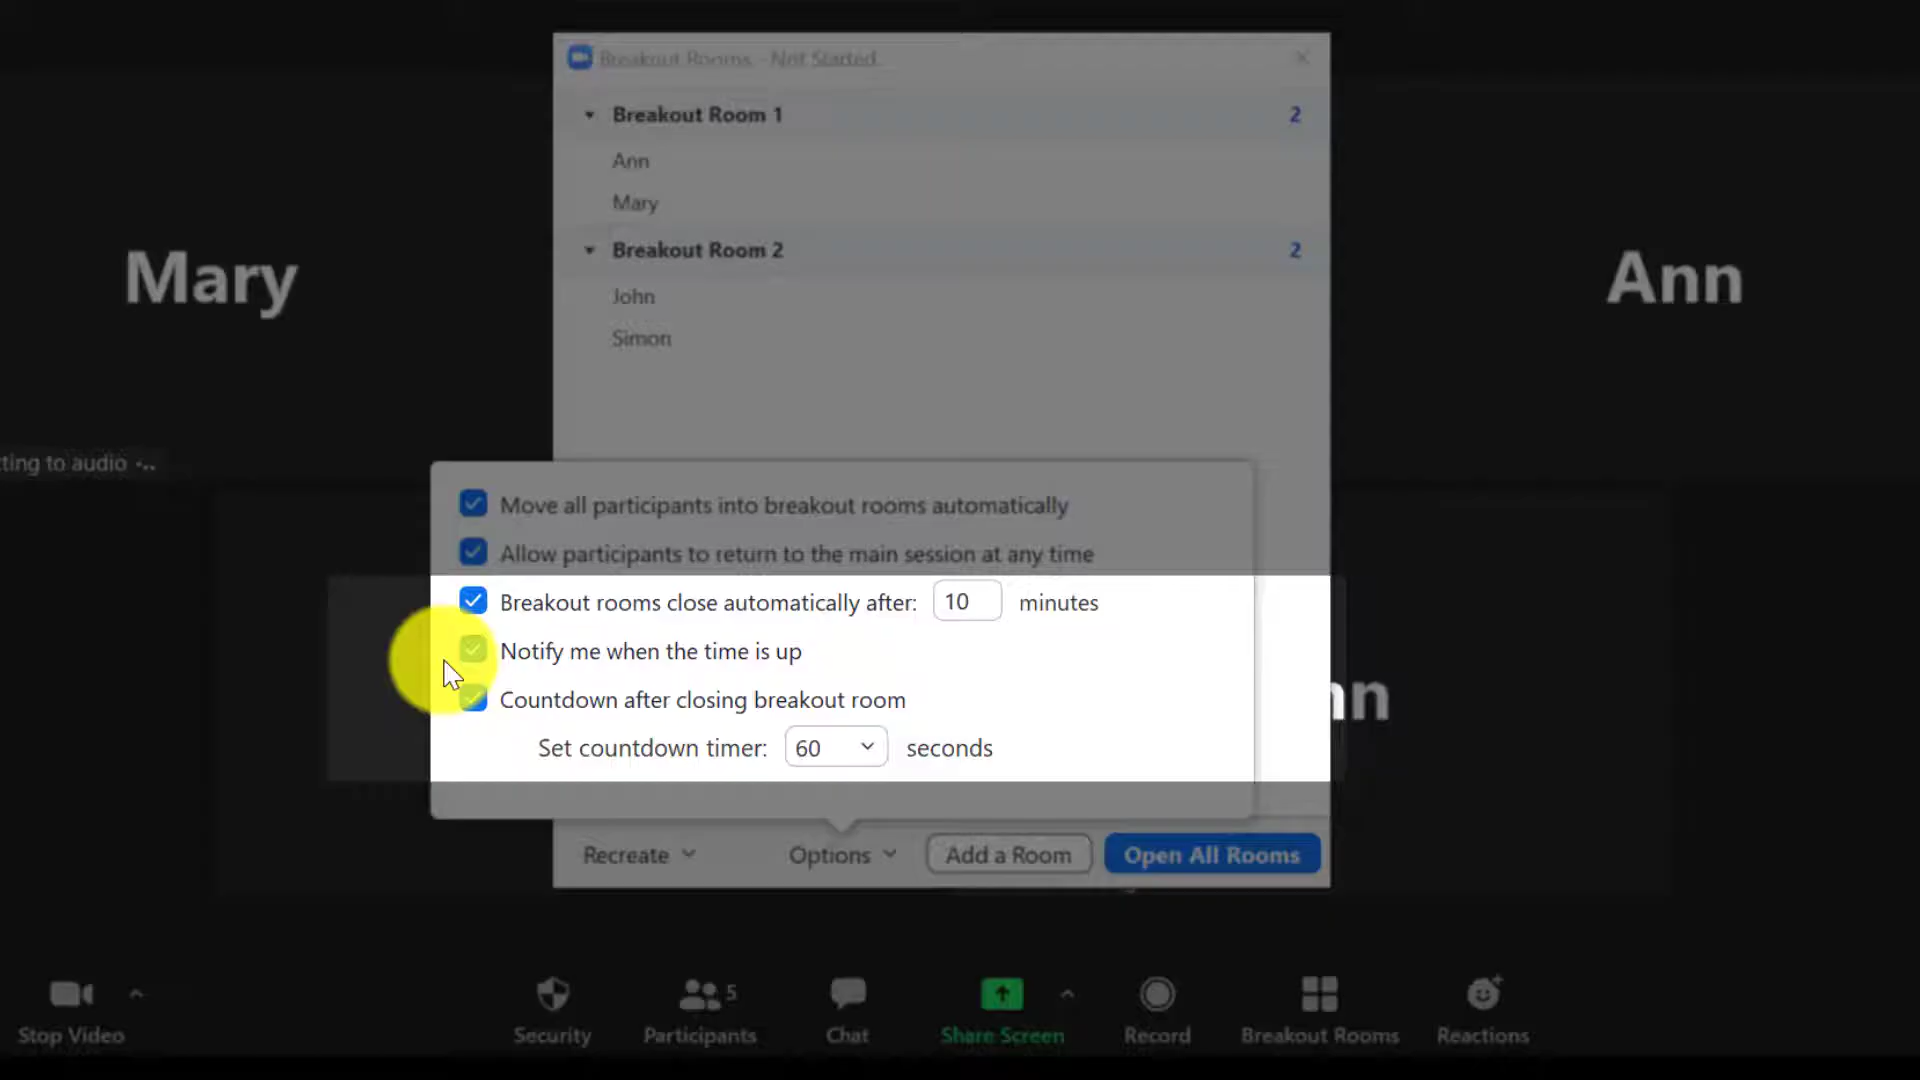 Breakout Rooms - Not Started
Breakout Room 1 2
Ann
Mary
Breakout Room 2 2
John
Simon
Mary
Ann
ting to audio ·..
Move all participants into breakout rooms automatically
Allow participants to return to the main session at any time
Breakout rooms close automatically after: 10 minutes
Notify me when the time is up
Countdown after closing breakout room
nn
Set countdown timer: 60 seconds
Recreate Options Add a Room Open All Rooms
5
Stop Video Security Participants Chat Share Screen Record Breakout Rooms Reactions